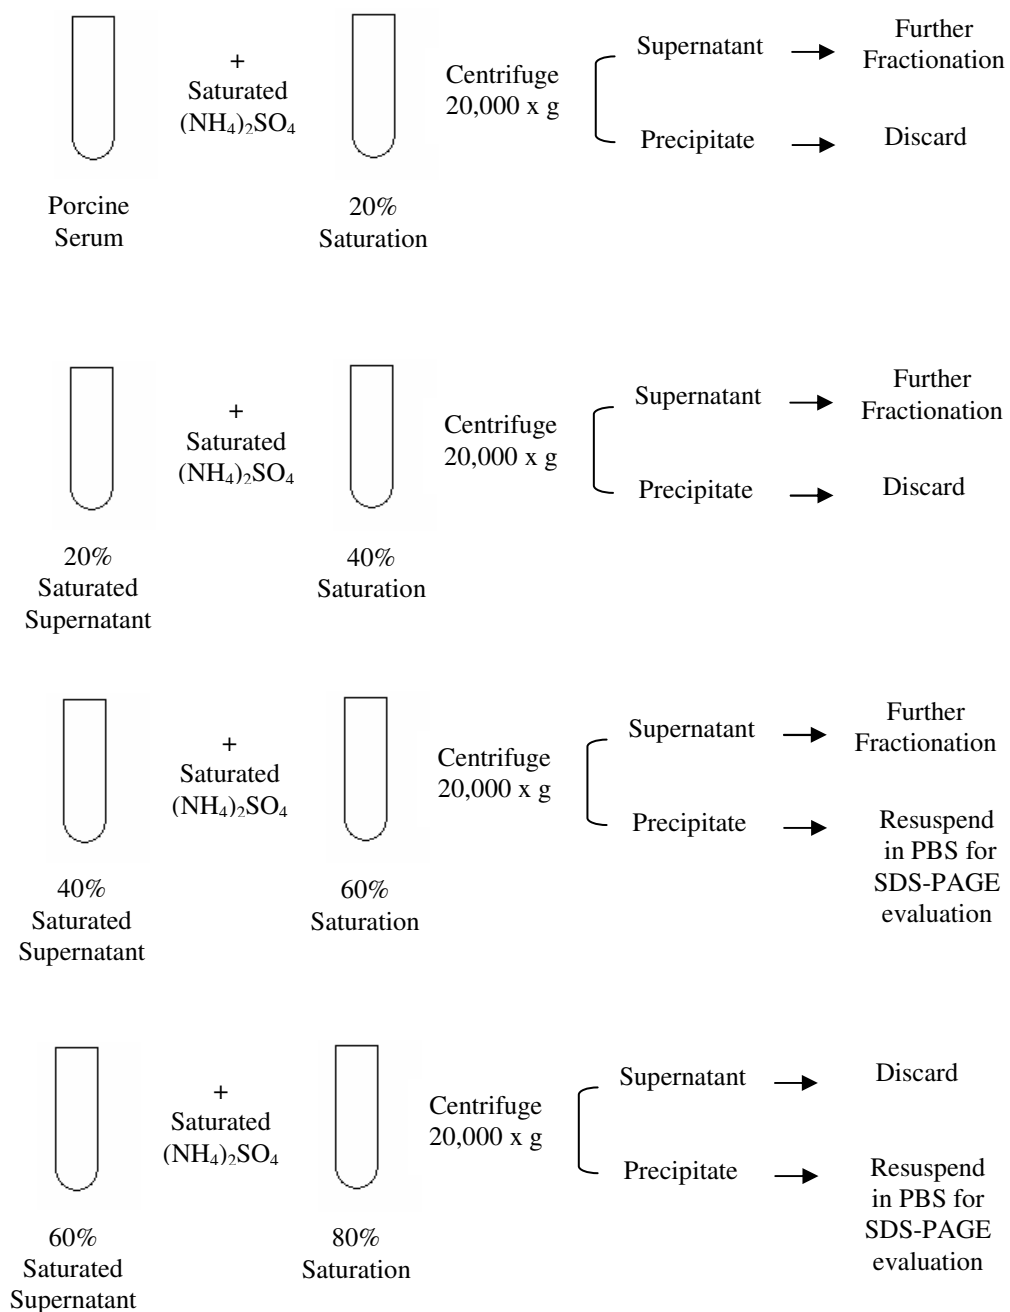 Porcine
Serum
+
Saturated
(NH₄)₂SO₄
20%
Saturation
Centrifuge
20,000 x g
Supernatant
Further
Fractionation
Precipitate
Discard
20%
Saturated
Supernatant
+
Saturated
(NH₄)₂SO₄
40%
Saturation
Centrifuge
20,000 x g
Supernatant
Further
Fractionation
Precipitate
Discard
40%
Saturated
Supernatant
+
Saturated
(NH₄)₂SO₄
60%
Saturation
Centrifuge
20,000 x g
Supernatant
Further
Fractionation
Precipitate
Resuspend
in PBS for
SDS-PAGE
evaluation
60%
Saturated
Supernatant
+
Saturated
(NH₄)₂SO₄
80%
Saturation
Centrifuge
20,000 x g
Supernatant
Discard
Precipitate
Resuspend
in PBS for
SDS-PAGE
evaluation